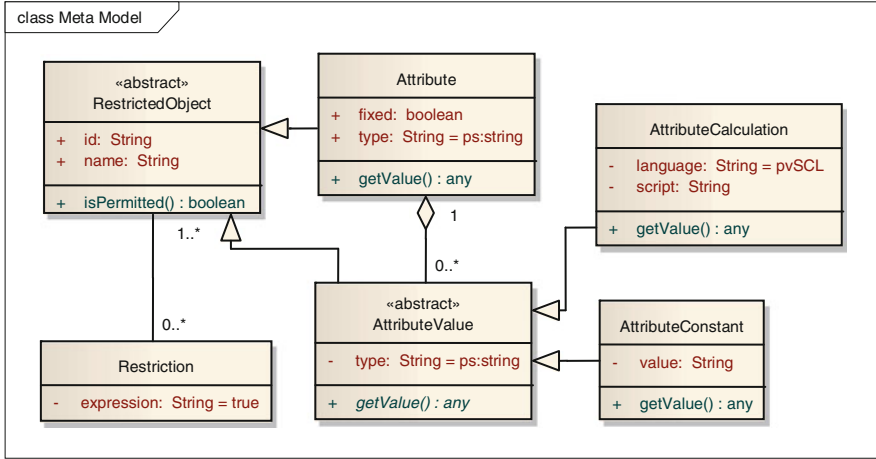 class Meta Model
«abstract»
RestrictedObject
+ id: String
+ name: String
+ isPermitted() : boolean
Attribute
+ fixed: boolean
+ type: String = ps:string
+ getValue() : any
AttributeCalculation
- language: String = pvSCL
- script: String
+ getValue() : any
1..*
1
0..*
0..*
«abstract»
AttributeValue
- type: String = ps:string
+ getValue() : any
AttributeConstant
- value: String
+ getValue() : any
Restriction
- expression: String = true